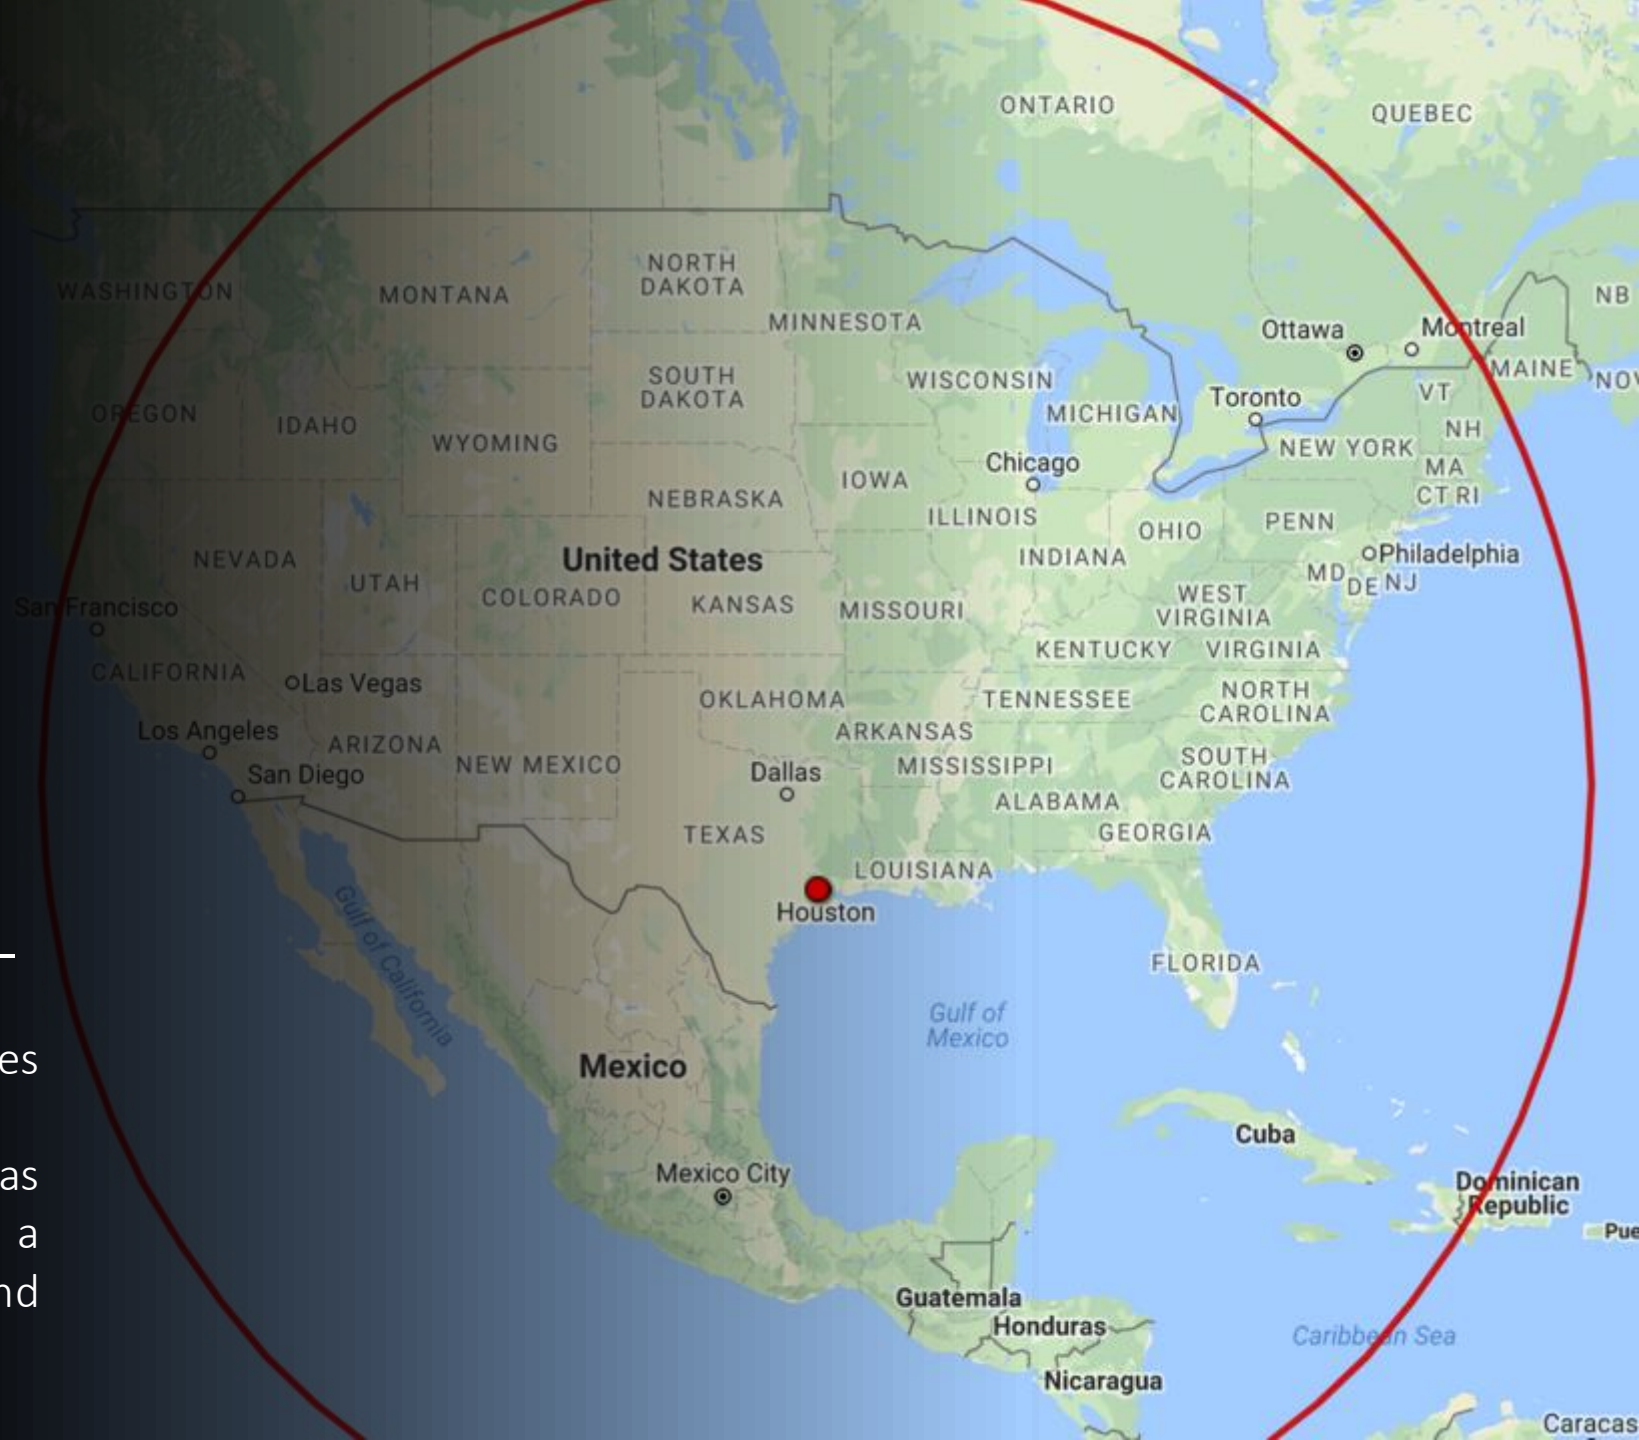 ONTARIO
QUEBEC
NORTH
DAKOTA
WASHINGTON
MONTANA
NB
MINNESOTA
Ottawa
Montreal
MAINE
NOV
SOUTH
DAKOTA
WISCONSIN
VT
Toronto
MICHIGAN
OREGON
IDAHO
NH
WYOMING
NEW YORK
Chicago
MA
IOWA
CT RI
NEBRASKA
ILLINOIS
PENN
OHIO
NEVADA
United States
INDIANA
Philadelphia
MD
DE NJ
UTAH
COLORADO
KANSAS
MISSOURI
WEST
VIRGINIA
San Francisco
KENTUCKY
VIRGINIA
CALIFORNIA
Las Vegas
OKLAHOMA
TENNESSEE
NORTH
CAROLINA
Los Angeles
ARIZONA
ARKANSAS
NEW MEXICO
San Diego
Dallas
MISSISSIPPI
SOUTH
CAROLINA
ALABAMA
TEXAS
GEORGIA
LOUISIANA
Houston
Gulf of California
FLORIDA
Gulf of
Mexico
es
Mexico
Cuba
as
Mexico City
Dominican
Republic
a
Pue
nd
Guatemala
Honduras
Caribbean Sea
Nicaragua
Caracas